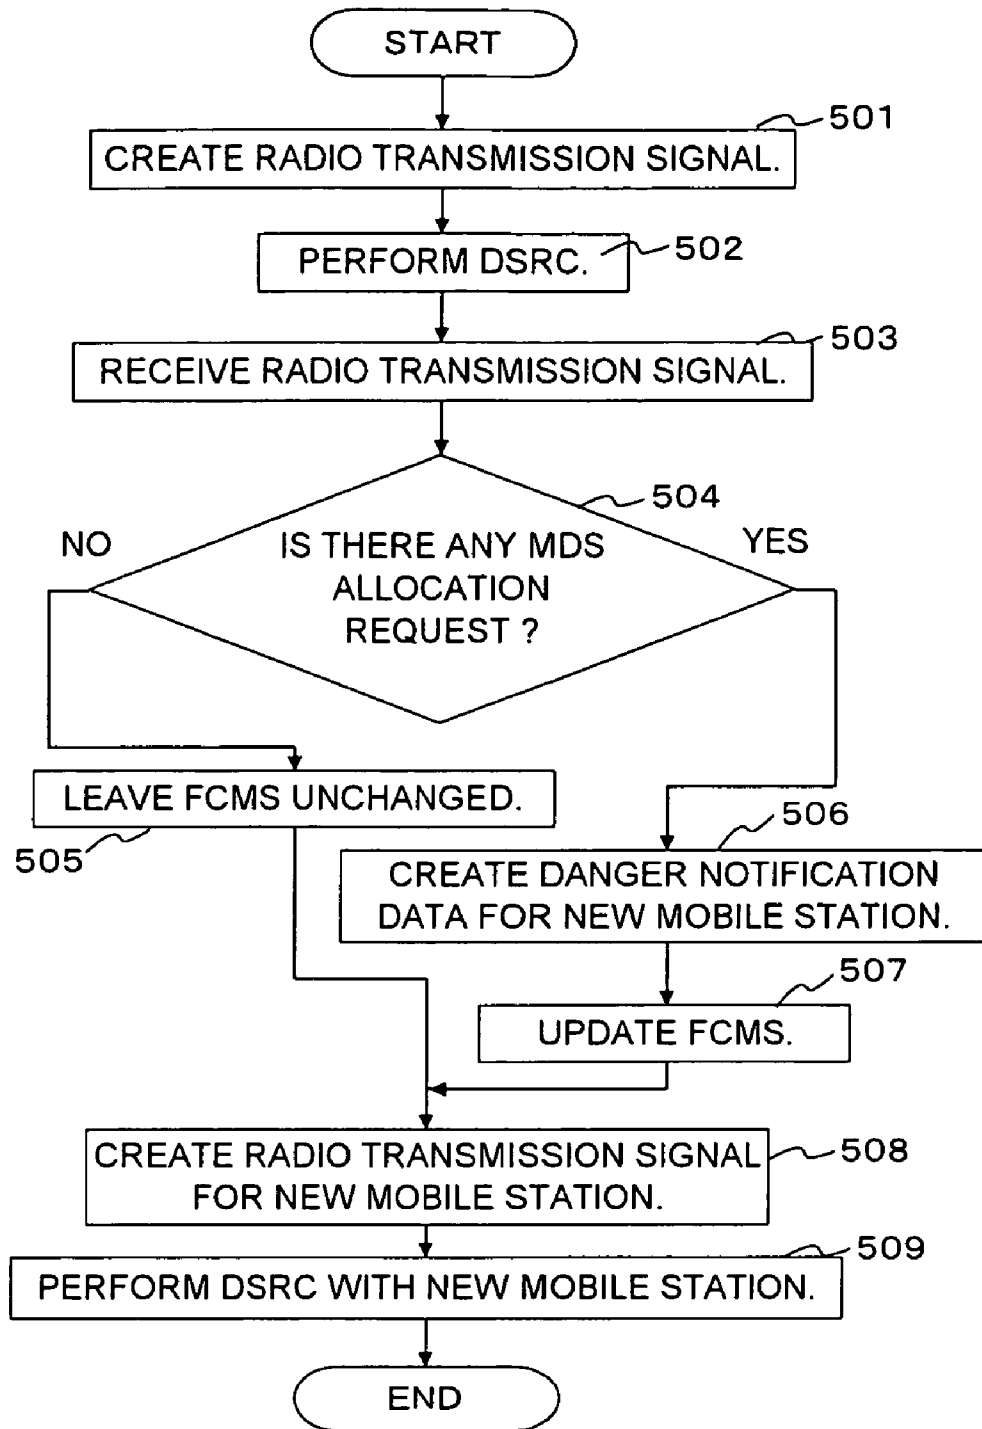 START
501
CREATE RADIO TRANSMISSION SIGNAL.
502
PERFORM DSRC.
503
RECEIVE RADIO TRANSMISSION SIGNAL.
504
NO
YES
IS THERE ANY MDS
ALLOCATION
REQUEST ?
LEAVE FCMS UNCHANGED.
505
506
CREATE DANGER NOTIFICATION
DATA FOR NEW MOBILE STATION.
507
UPDATE FCMS.
CREATE RADIO TRANSMISSION SIGNAL
FOR NEW MOBILE STATION.
508
509
PERFORM DSRC WITH NEW MOBILE STATION.
END